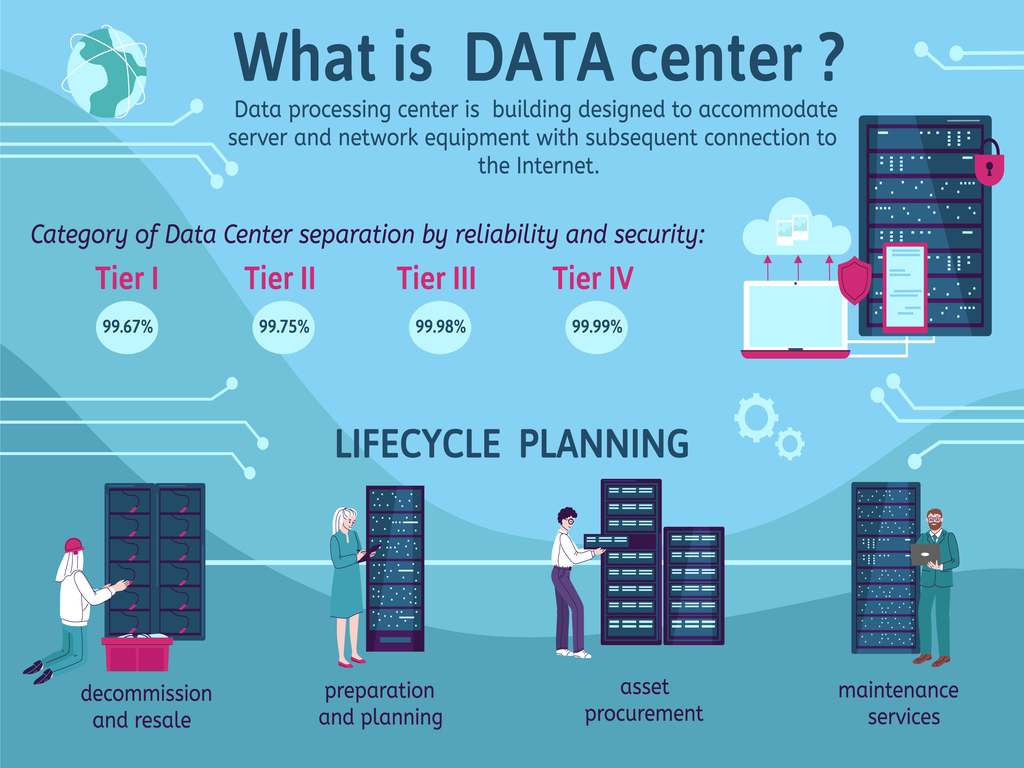 What is DATA center ?
Data processing center is building designed to accommodate
server and network equipment with subsequent connection to
the Internet.
Category of Data Center separation by reliability and security:
Tier I
Tier II
Tier III
Tier IV
99.67%
99.75%
99.98%
99.99%
LIFECYCLE PLANNING
decommission
and resale
preparation
and planning
asset
procurement
maintenance
services